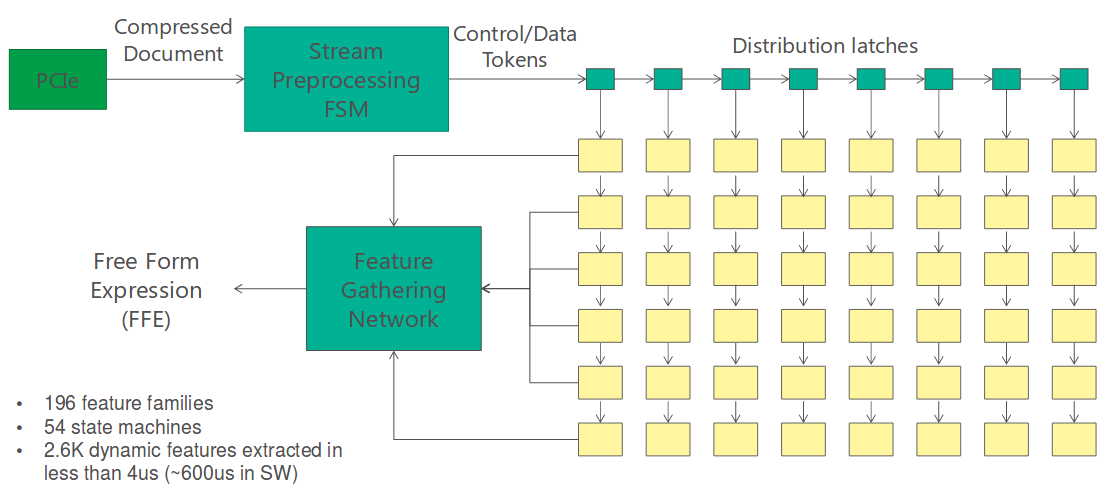 Compressed
Document
Control/Data
Tokens
Distribution latches
PCIe
Stream
Preprocessing
FSM
Free Form
Expression
(FFE)
Feature
Gathering
Network
• 196 feature families
• 54 state machines
• 2.6K dynamic features extracted in
less than 4us (~600us in SW)